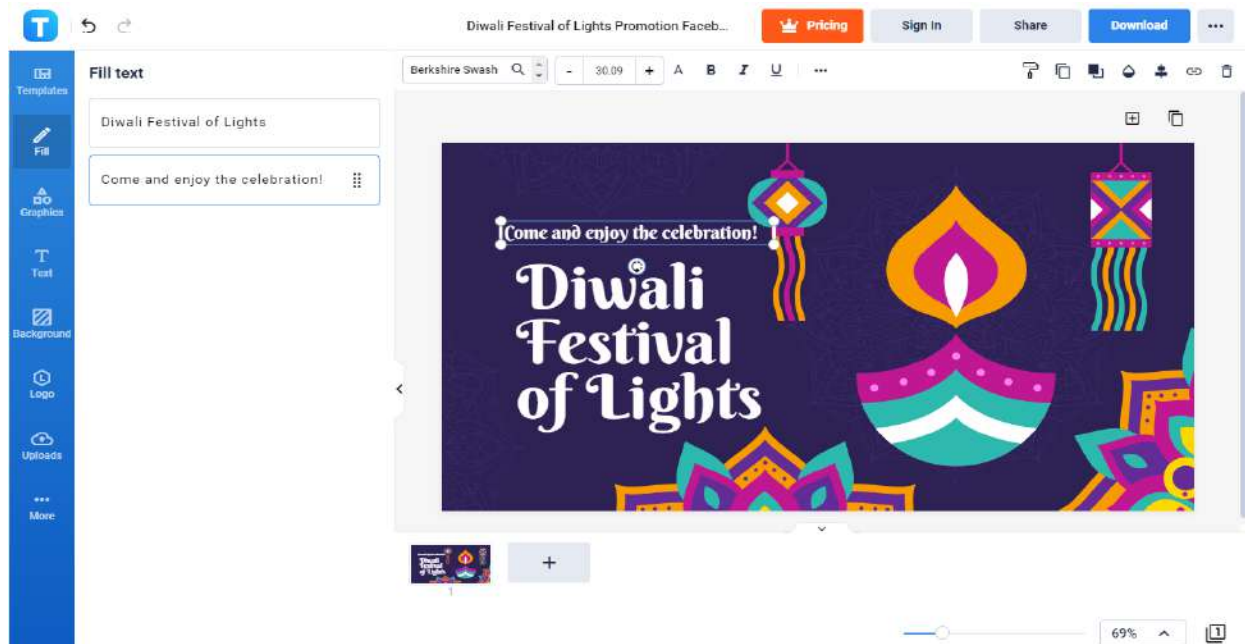 T
Diwali Festival of Lights Promotion Faceb...
Pricing
Sign In
Share
Download
Templates
Fill
Graphics
Text
Background
Logo
Uploads
More
Fill text
Diwali Festival of Lights
Come and enjoy the celebration!
Berkshire Swash
- 30.09 + A B I U
Come and enjoy the celebration!
Diwali
Festival
of Lights
+
1
69%
1